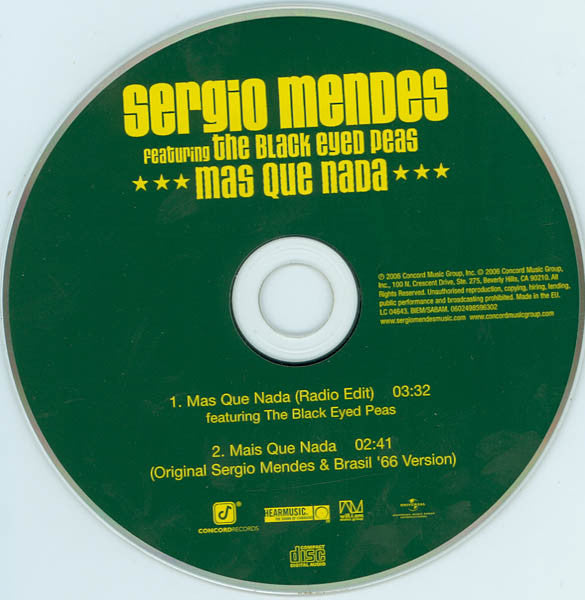 sergio mendes
featuring the black eyed peas
mas que nada
℗ 2006 Concord Music Group, Inc. © 2006 Concord Music Group,
Inc., 100 N. Crescent Drive, Ste. 275, Beverly Hills, CA 90210. All
Rights Reserved. Unauthorised reproduction, copying, hiring, lending,
public performance and broadcasting prohibited. Made in the EU.
LC 04643. BIEM/SABAM. 0602498596302
www.sergiomendesmusic.com www.concordmusicgroup.com
1. Mas Que Nada (Radio Edit) 03:32
featuring The Black Eyed Peas
2. Mais Que Nada 02:41
(Original Sergio Mendes & Brasil '66 Version)
CONCORD RECORDS
HEARMUSIC
UNIVERSAL
COMPACT
disc
DIGITAL AUDIO